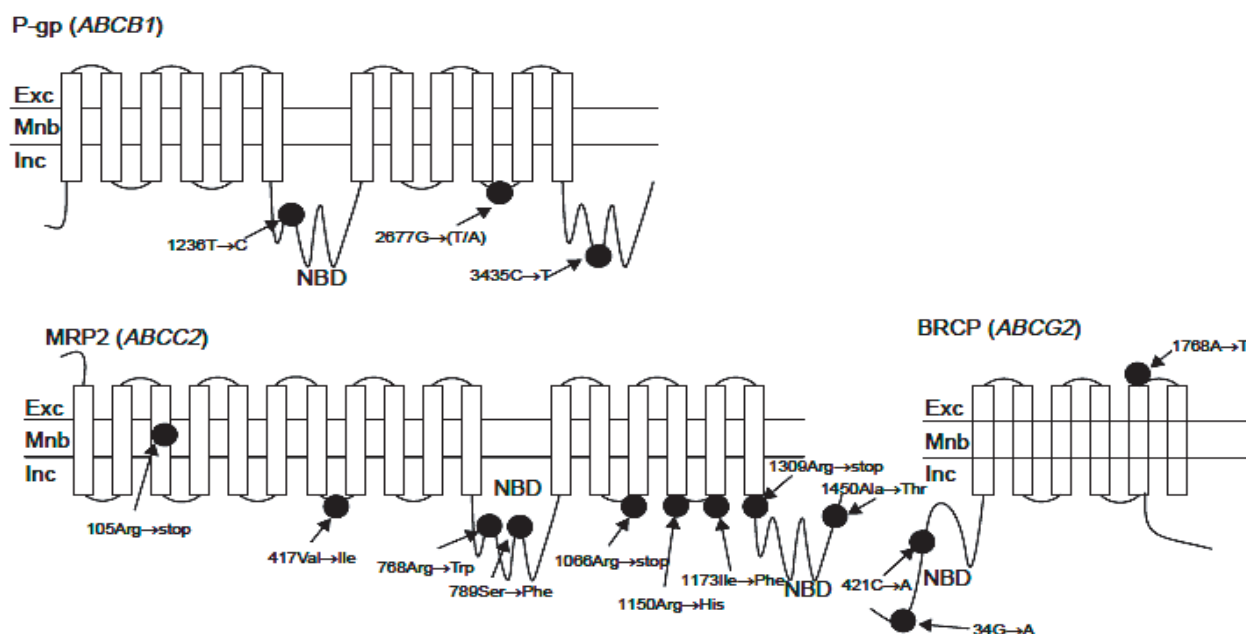 P-gp (ABCB1)
Exc
Mnb
Inc
1236T→C
NBD
2677G→(T/A)
3435C→T
MRP2 (ABCC2)
Exc
Mnb
Inc
105Arg→stop
417Val→Ile
NBD
768Arg→Trp
789Ser→Phe
1066Arg→stop
1150Arg→His
1173Ile→Phe
1309Arg→stop
1450Ala→Thr
NBD
BRCP (ABCG2)
1768A→T
Exc
Mnb
Inc
421C→A
NBD
34G→A